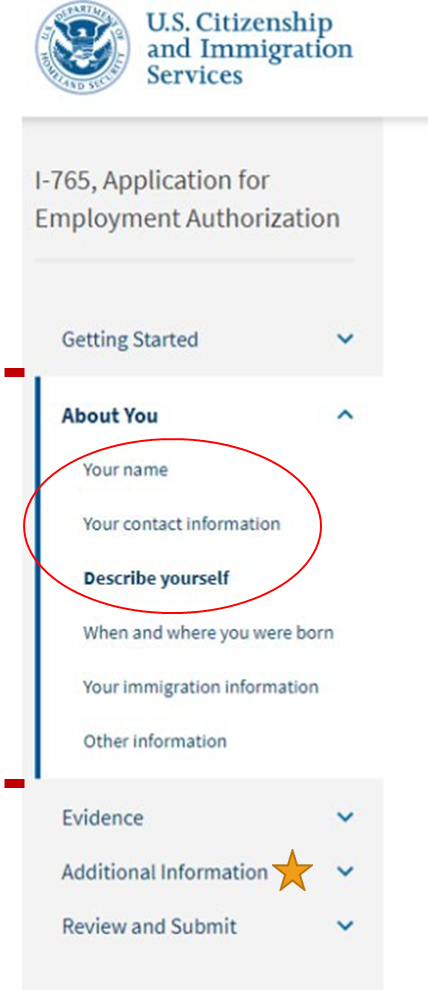 U.S. DEPARTMENT OF HOMELAND SECURITY
U.S. Citizenship
and Immigration
Services
I-765, Application for
Employment Authorization
Getting Started
About You
Your name
Your contact information
Describe yourself
When and where you were born
Your immigration information
Other information
Evidence
Additional Information
Review and Submit